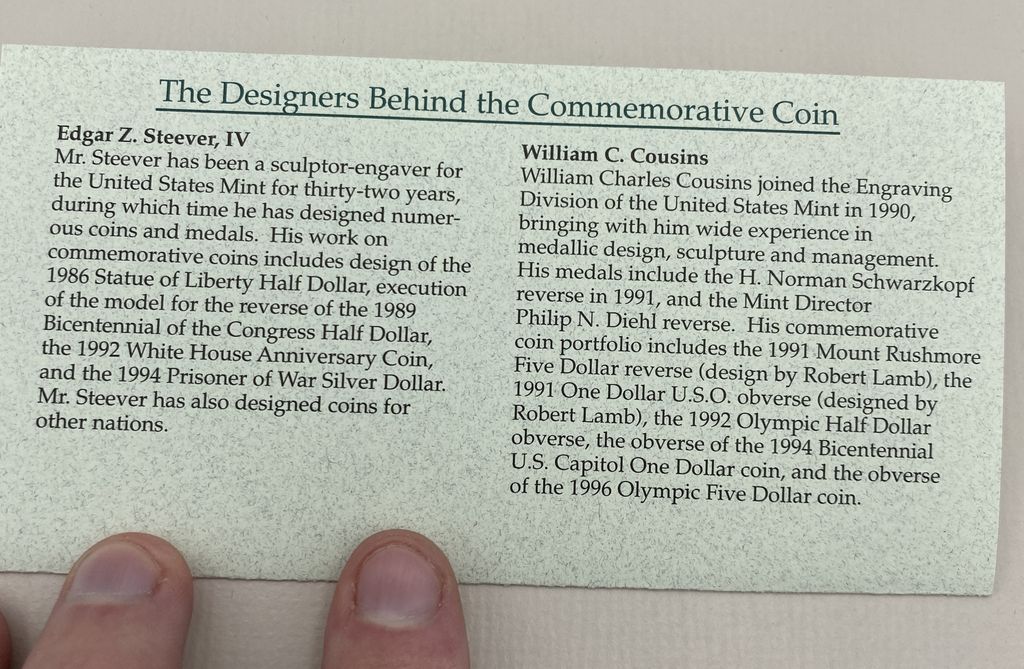 The Designers Behind the Commemorative Coin
Edgar Z. Steever, IV
Mr. Steever has been a sculptor-engaver for
the United States Mint for thirty-two years,
during which time he has designed numer-
ous coins and medals. His work on
commemorative coins includes design of the
1986 Statue of Liberty Half Dollar, execution
of the model for the reverse of the 1989
Bicentennial of the Congress Half Dollar,
the 1992 White House Anniversary Coin,
and the 1994 Prisoner of War Silver Dollar.
Mr. Steever has also designed coins for
other nations.
William C. Cousins
William Charles Cousins joined the Engraving
Division of the United States Mint in 1990,
bringing with him wide experience in
medallic design, sculpture and management.
His medals include the H. Norman Schwarzkopf
reverse in 1991, and the Mint Director
Philip N. Diehl reverse. His commemorative
coin portfolio includes the 1991 Mount Rushmore
Five Dollar reverse (design by Robert Lamb), the
1991 One Dollar U.S.O. obverse (designed by
Robert Lamb), the 1992 Olympic Half Dollar
obverse, the obverse of the 1994 Bicentennial
U.S. Capitol One Dollar coin, and the obverse
of the 1996 Olympic Five Dollar coin.